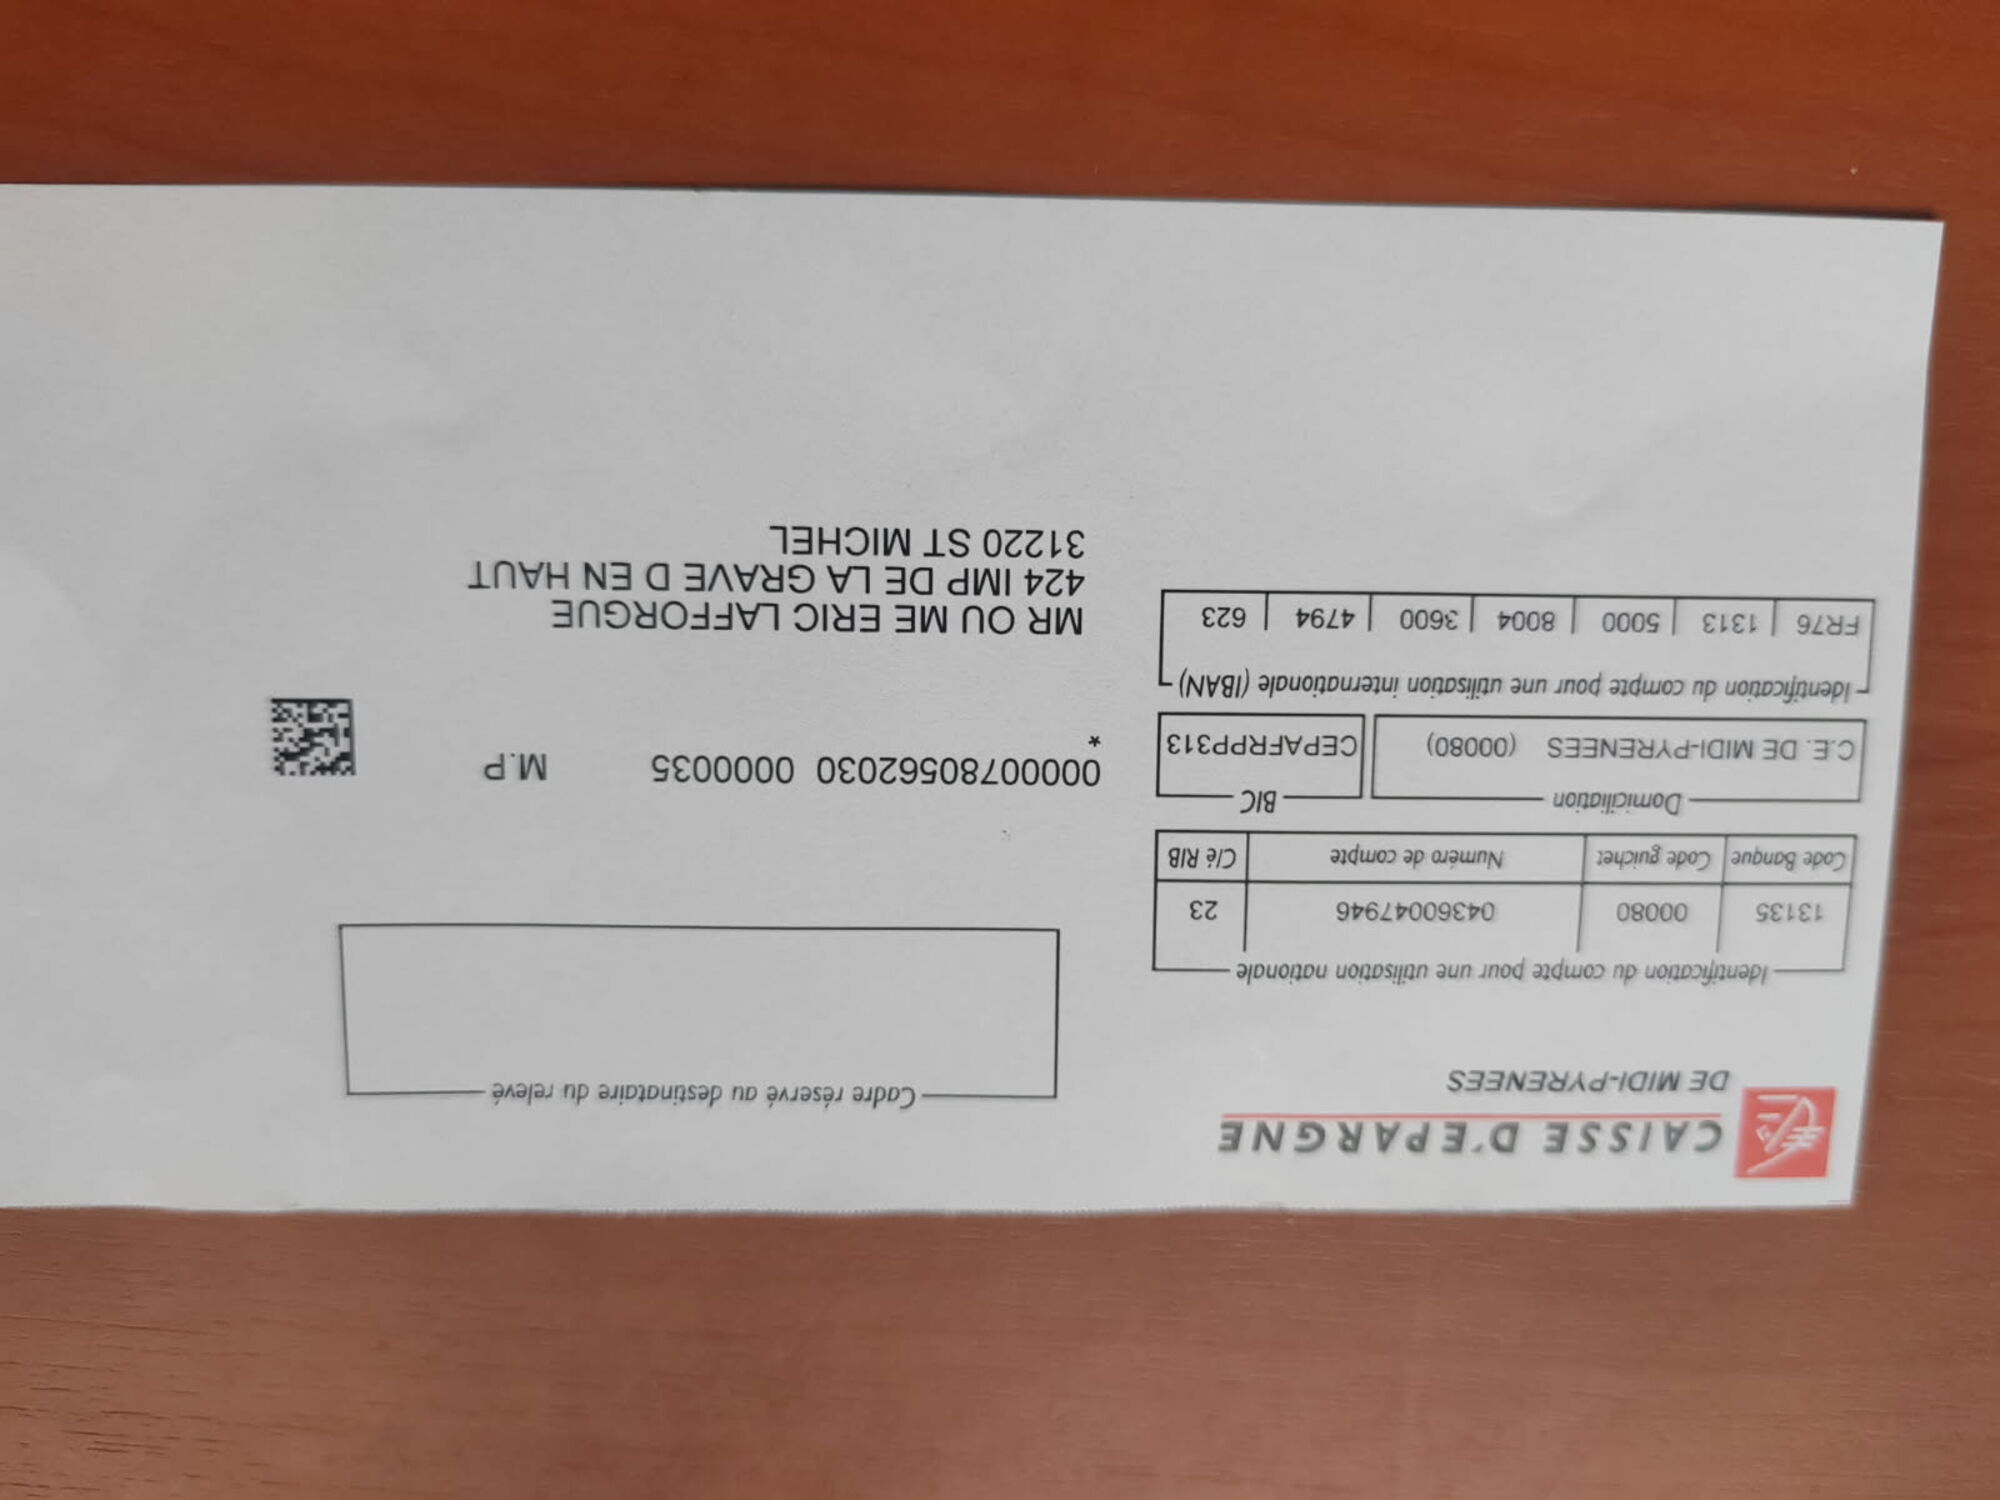 CAISSE D'EPARGNE
DE MIDI-PYRENEES
Cadre réservé au destinataire du relevé
Identification du compte pour une utilisation nationale
13135 00080 04360047946 23
Code Banque Code guichet Numéro de compte Clé RIB
Domiciliation BIC
C.E. DE MIDI-PYRENEES (00080) CEPAFRPP313
0000780562030 0000035 M.P
*
Identification du compte pour une utilisation internationale (IBAN)
FR76 1313 5000 8004 3600 4794 623
MR OU ME ERIC LAFFORGUE
424 IMP DE LA GRAVE D EN HAUT
31220 ST MICHEL